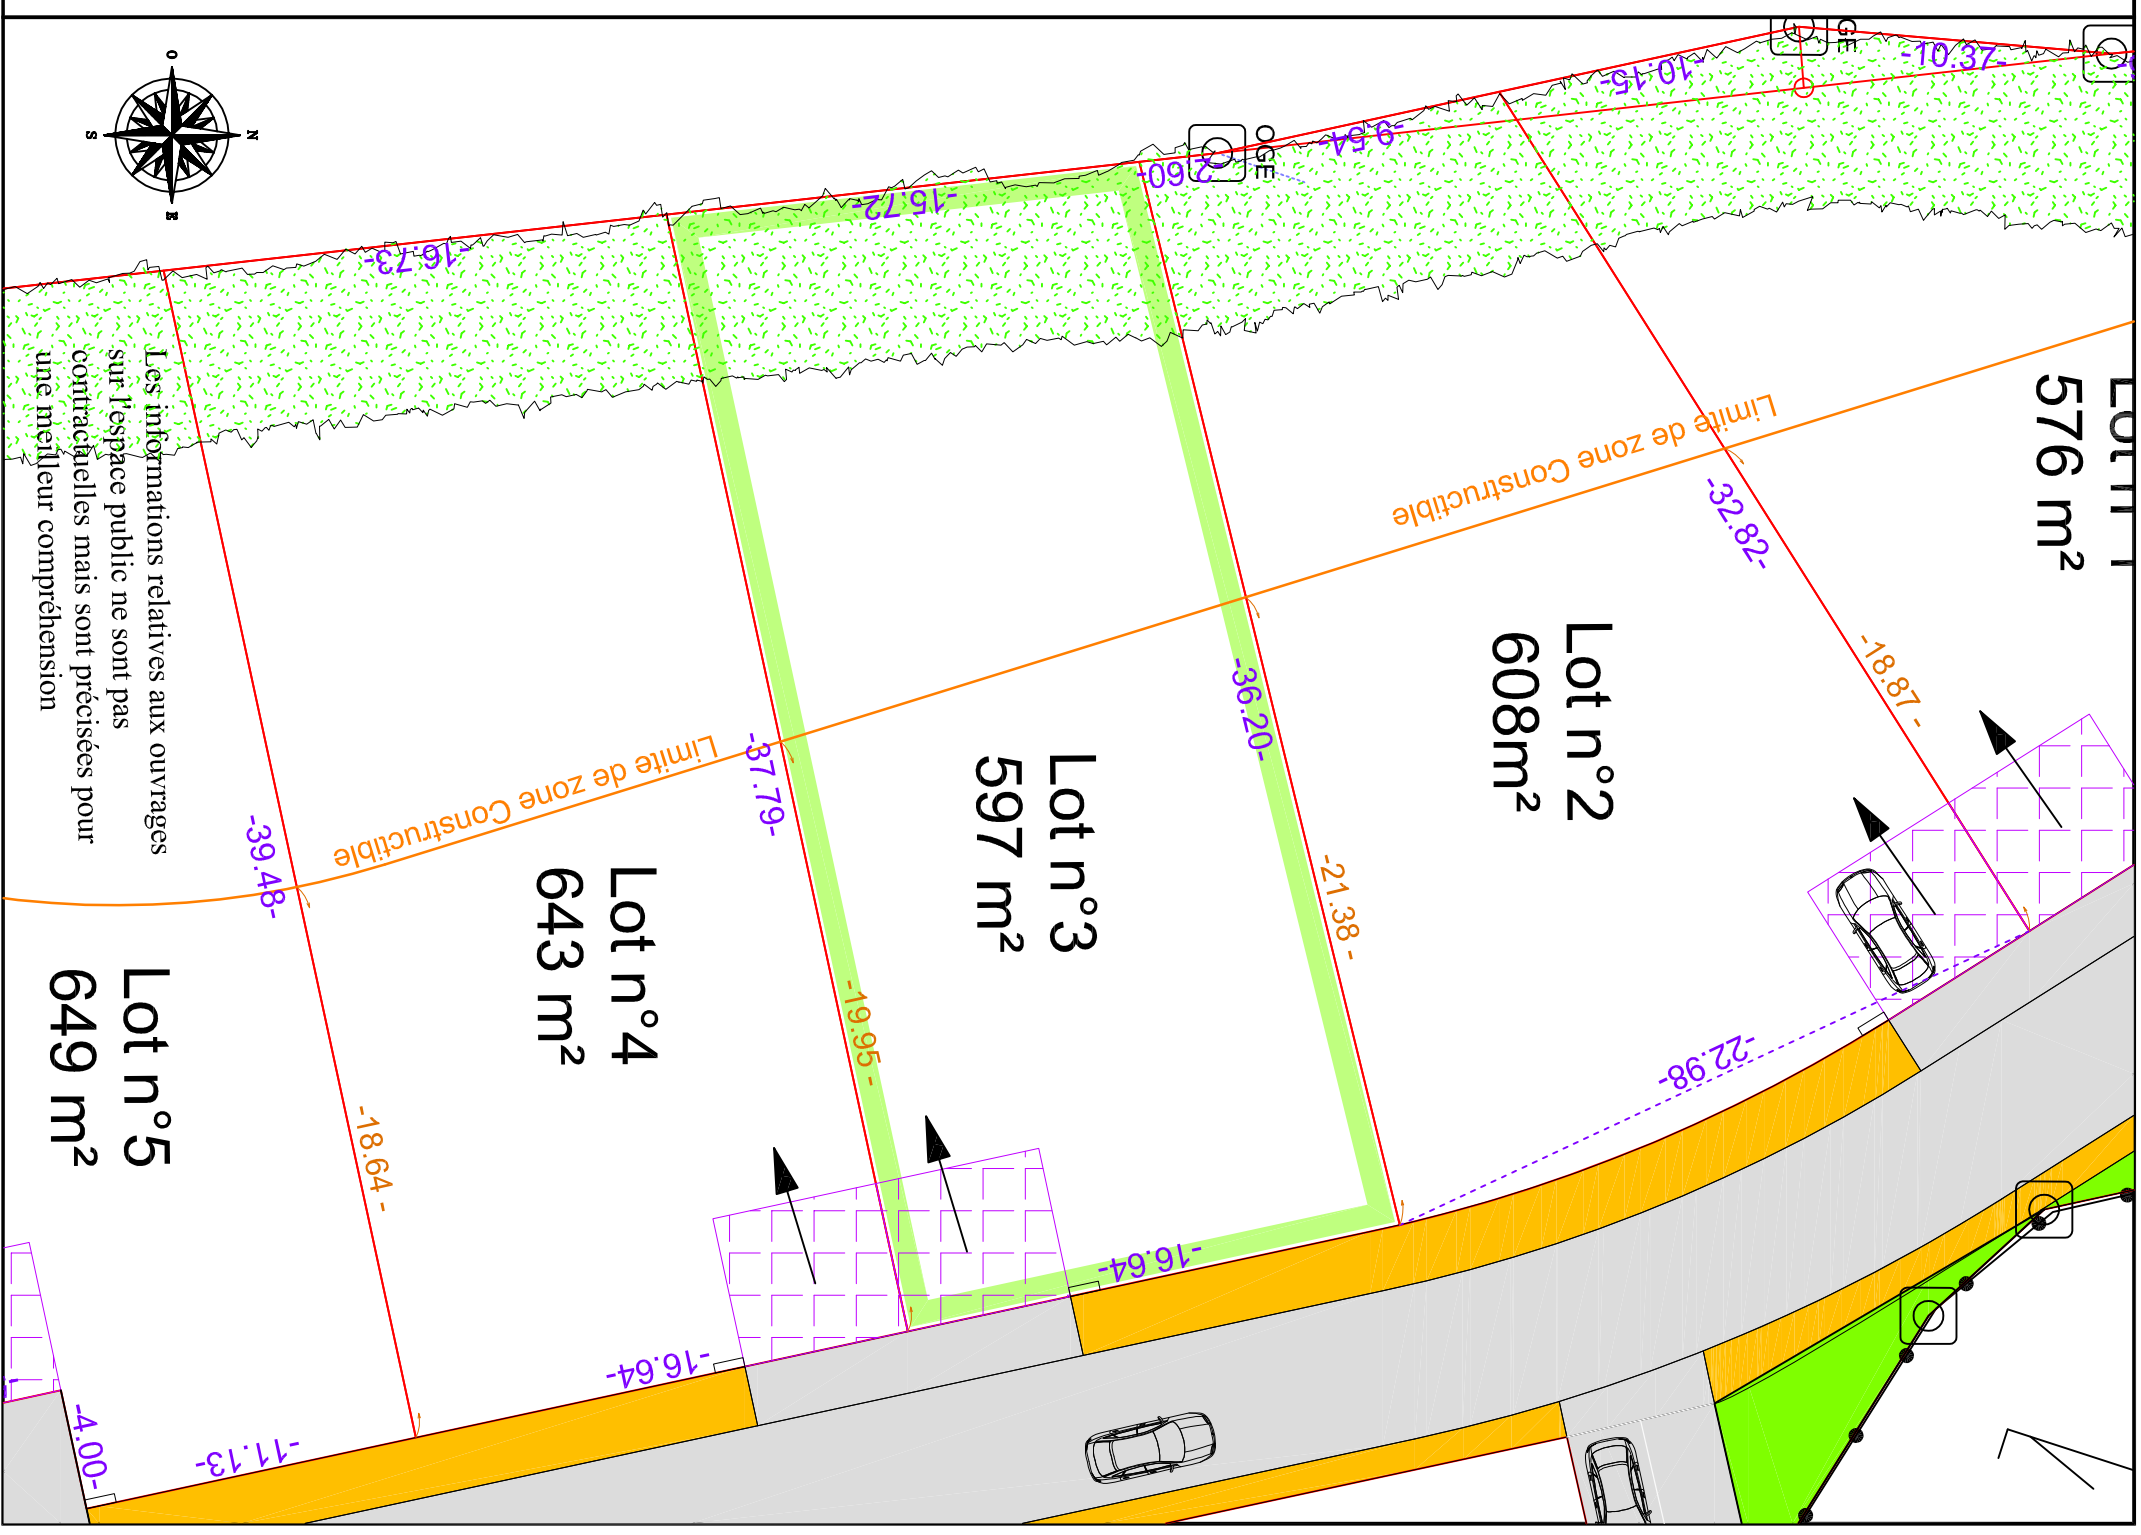 O
N
S
E
OGE
GE
-10.37-
-10.15-
-9.54-
-2.60-
-15.72-
-16.73-
Les informations relatives aux ouvrages
sur l'espace public ne sont pas
contractuelles mais sont précisées pour
une meilleur compréhension
Limite de zone Constructible
Limite de zone Constructible
576 m²
-32.82-
-18.87 -
Lot n°2
608m²
-36.20-
-21.38 -
-22.98-
Lot n°3
597 m²
-37.79-
-19.95 -
-16.64-
Lot n°4
643 m²
-39.48-
-18.64 -
-16.64-
Lot n°5
649 m²
-11.13-
-4.00-